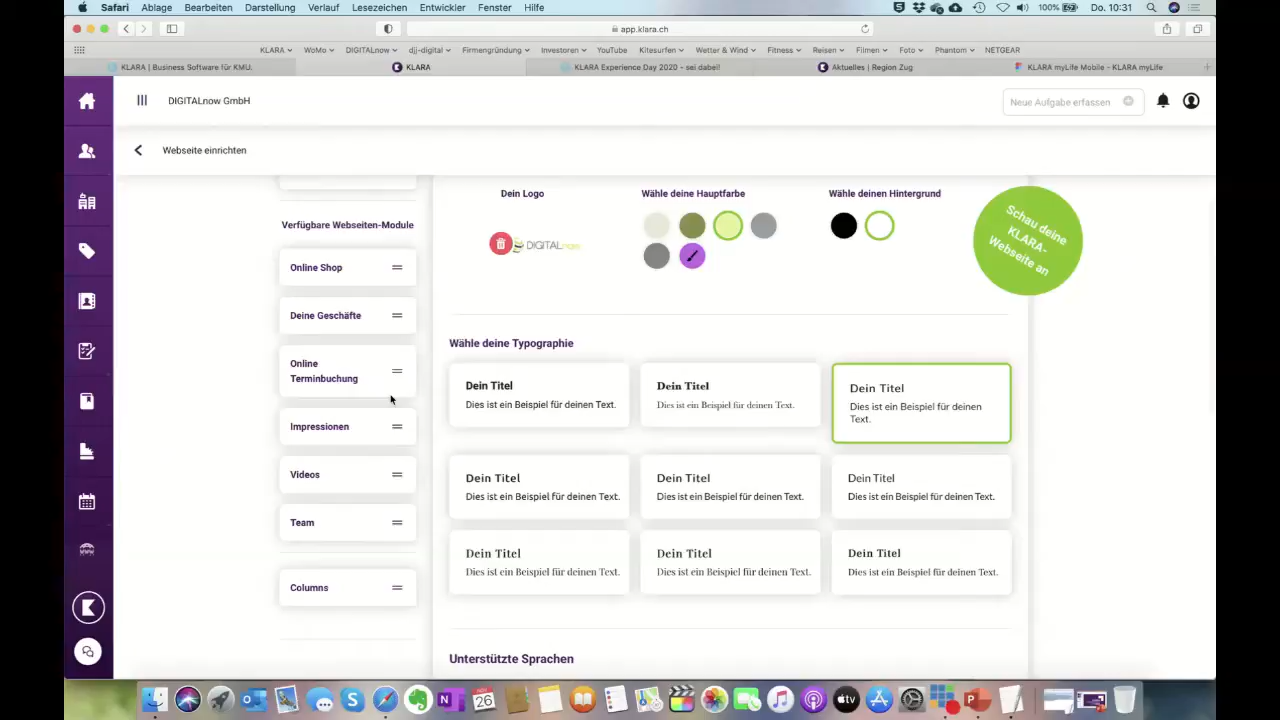 Safari Ablage Bearbeiten Darstellung Verlauf Lesezeichen Entwickler Fenster Hilfe 100% Do. 10:31
app.klara.ch
KLARA WoMo DIGITALnow djj-digital Firmengründung Investoren YouTube Kitesurfen Wetter & Wind Fitness Reisen Filmen Foto Phantom NETGEAR
KLARA | Business Software für KMU. KLARA KLARA Experience Day 2020 - sei dabei! Aktuelles | Region Zug KLARA myLife Mobile - KLARA myLife
DIGITALnow GmbH
Neue Aufgabe erfassen
Webseite einrichten
Dein Logo
Wähle deine Hauptfarbe
Wähle deinen Hintergrund
DIGITALnow
Schau deine
KLARA-
Webseite an
Verfügbare Webseiten-Module
Online Shop
Deine Geschäfte
Online
Terminbuchung
Impressionen
Videos
Team
Columns
Wähle deine Typographie
Dein Titel
Dies ist ein Beispiel für deinen Text.
Dein Titel
Dies ist ein Beispiel für deinen Text.
Dein Titel
Dies ist ein Beispiel für deinen
Text.
Dein Titel
Dies ist ein Beispiel für deinen Text.
Dein Titel
Dies ist ein Beispiel für deinen Text.
Dein Titel
Dies ist ein Beispiel für deinen Text.
Dein Titel
Dies ist ein Beispiel für deinen Text.
Dein Titel
Dies ist ein Beispiel für deinen Text.
Dein Titel
Dies ist ein Beispiel für deinen Text.
Unterstützte Sprachen
NOV
26
tv